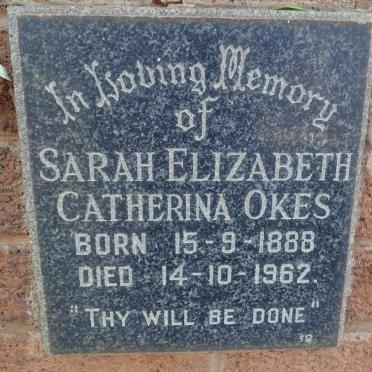 In Loving Memory
of
SARAH ELIZABETH
CATHERINA OKES
BORN 15-9-1888
DIED 14-10-1962.
"THY WILL BE DONE"